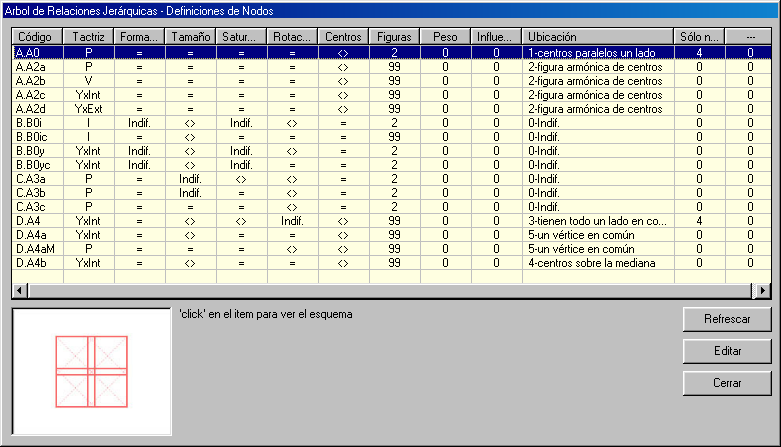 Arbol de Relaciones Jerárquicas - Definiciones de Nodos
Código Tactriz Forma... Tamaño Satur... Rotac... Centros Figuras Peso Influe... Ubicación Sólo n... ---
A.A0 P = = = = <> 2 0 0 1-centros paralelos un lado 4 0
A.A2a P = = = = <> 99 0 0 2-figura armónica de centros 0 0
A.A2b V = = = = <> 99 0 0 2-figura armónica de centros 0 0
A.A2c YxInt = = = = <> 99 0 0 2-figura armónica de centros 0 0
A.A2d YxExt = = = = <> 99 0 0 2-figura armónica de centros 0 0
B.B0i I Indif. <> Indif. <> = 2 0 0 0-Indif. 0 0
B.B0ic I = <> = = = 99 0 0 0-Indif. 0 0
B.B0y YxInt Indif. <> Indif. <> = 2 0 0 0-Indif. 0 0
B.B0yc YxInt Indif. <> Indif. = = 2 0 0 0-Indif. 0 0
C.A3a P = Indif. <> <> = 2 0 0 0-Indif. 0 0
C.A3b P = Indif. = <> = 2 0 0 0-Indif. 0 0
C.A3c P = = = <> = 2 0 0 0-Indif. 0 0
D.A4 YxInt = <> <> Indif. <> 99 0 0 3-tienen todo un lado en co... 4 0
D.A4a YxInt = <> = = <> 99 0 0 5-un vértice en común 0 0
D.A4aM P = = = <> <> 99 0 0 5-un vértice en común 0 0
D.A4b YxInt = <> = = <> 99 0 0 4-centros sobre la mediana 0 0
'click' en el item para ver el esquema
Refrescar
Editar
Cerrar